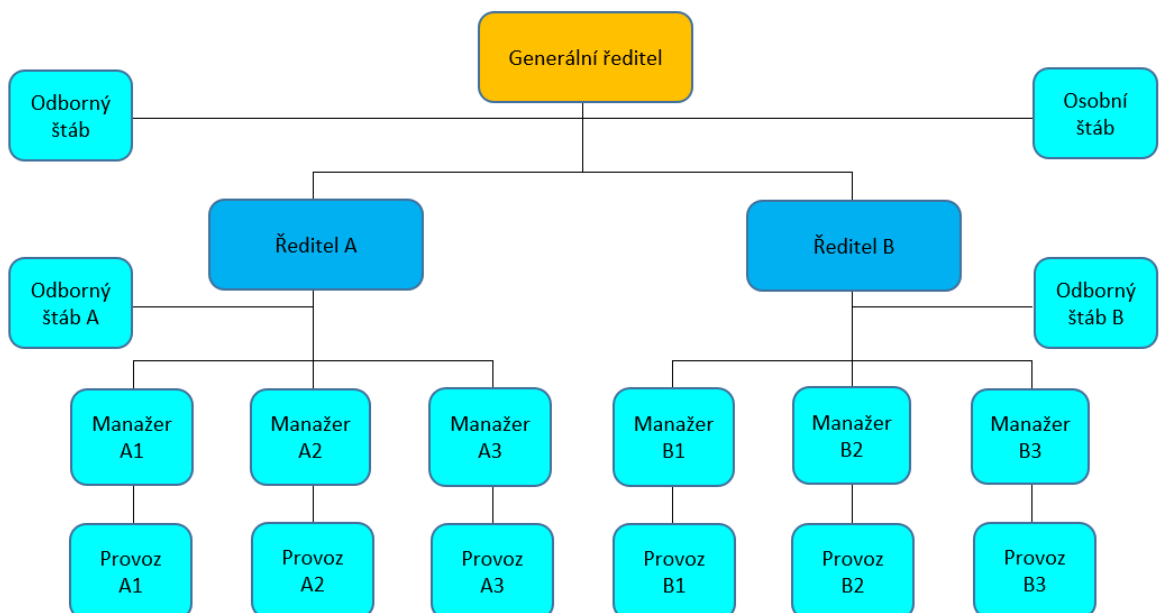 Generální ředitel
Odborný
štáb
Osobní
štáb
Ředitel A
Ředitel B
Odborný
štáb A
Odborný
štáb B
Manažer
A1
Manažer
A2
Manažer
A3
Manažer
B1
Manažer
B2
Manažer
B3
Provoz
A1
Provoz
A2
Provoz
A3
Provoz
B1
Provoz
B2
Provoz
B3